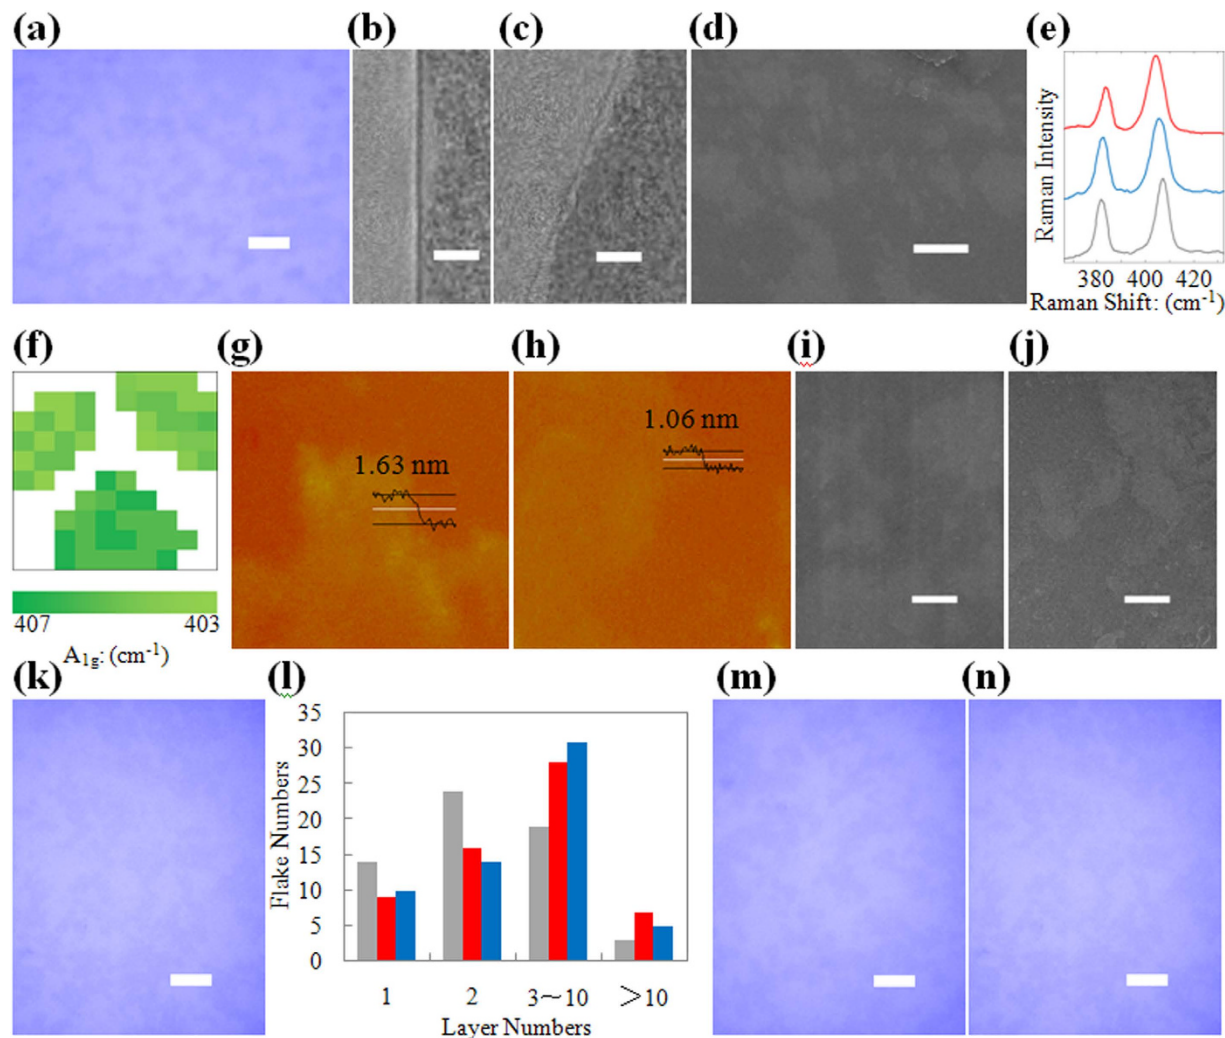 (a) (b) (c) (d) (e)
Raman Intensity
380 400 420
Raman Shift: (cm-1)
(f) (g) (h) (i) (j)
1.63 nm
1.06 nm
407 403
A1g: (cm-1)
(k) (l) (m) (n)
35
30
25
20
15
10
5
0
Flake Numbers
1 2 3~10 >10
Layer Numbers